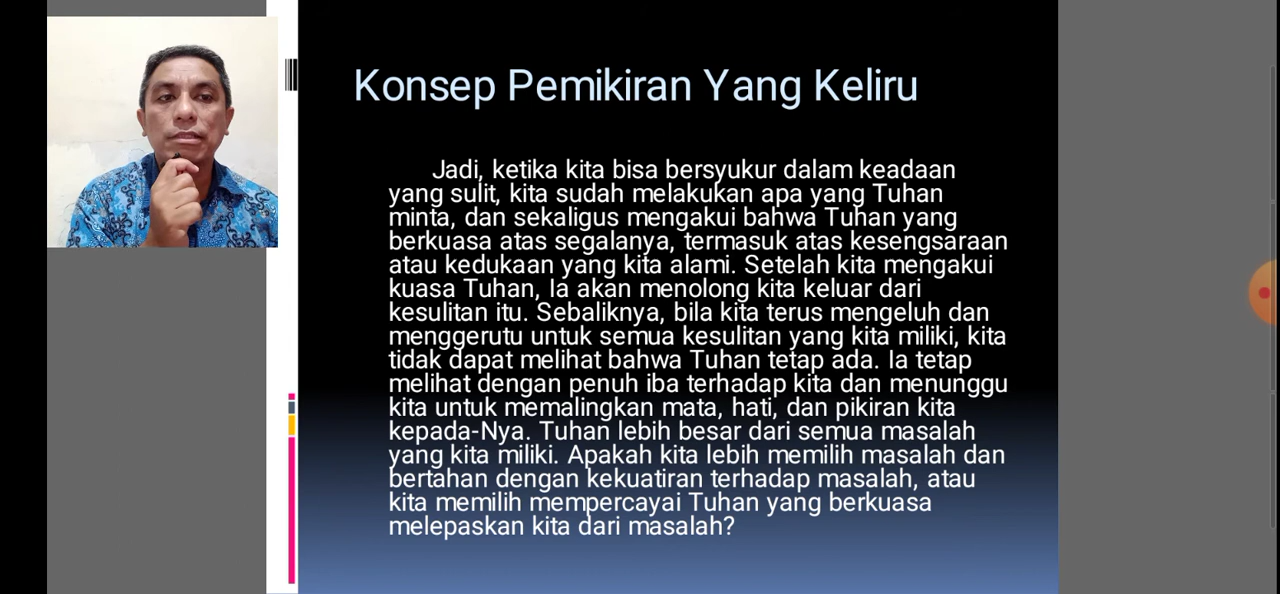 Konsep Pemikiran Yang Keliru
Jadi, ketika kita bisa bersyukur dalam keadaan
yang sulit, kita sudah melakukan apa yang Tuhan
minta, dan sekaligus mengakui bahwa Tuhan yang
berkuasa atas segalanya, termasuk atas kesengsaraan
atau kedukaan yang kita alami. Setelah kita mengakui
kuasa Tuhan, Ia akan menolong kita keluar dari
kesulitan itu. Sebaliknya, bila kita terus mengeluh dan
menggerutu untuk semua kesulitan yang kita miliki, kita
tidak dapat melihat bahwa Tuhan tetap ada. Ia tetap
melihat dengan penuh iba terhadap kita dan menunggu
kita untuk memalingkan mata, hati, dan pikiran kita
kepada-Nya. Tuhan lebih besar dari semua masalah
yang kita miliki. Apakah kita lebih memilih masalah dan
bertahan dengan kekuatiran terhadap masalah, atau
kita memilih mempercayai Tuhan yang berkuasa
melepaskan kita dari masalah?